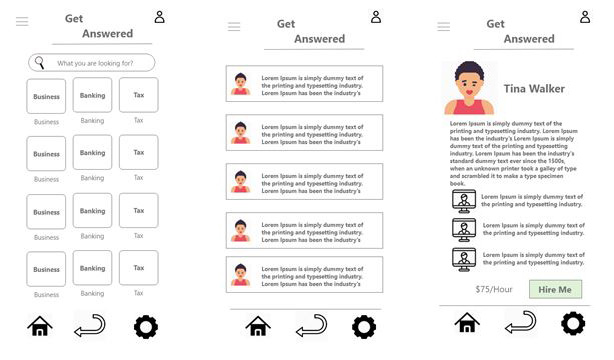 Get
Answered
What you are looking for?
Business Banking Tax
Business Banking Tax
Business Banking Tax
Business Banking Tax
Business Banking Tax
Business Banking Tax
Business Banking Tax
Business Banking Tax
Get
Answered
Lorem Ipsum is simply dummy text of
the printing and typesetting industry.
Lorem Ipsum has been the industry's
Lorem Ipsum is simply dummy text of
the printing and typesetting industry.
Lorem Ipsum has been the industry's
Lorem Ipsum is simply dummy text of
the printing and typesetting industry.
Lorem Ipsum has been the industry's
Lorem Ipsum is simply dummy text of
the printing and typesetting industry.
Lorem Ipsum has been the industry's
Lorem Ipsum is simply dummy text of
the printing and typesetting industry.
Lorem Ipsum has been the industry's
Get
Answered
Tina Walker
Lorem Ipsum is simply dummy text of the
printing and typesetting industry. Lorem
Ipsum has been the industry's Lorem Ipsum is simply
dummy text of the printing and typesetting
industry. Lorem Ipsum has been the industry's
standard dummy text ever since the 1500s,
when an unknown printer took a galley of type
and scrambled it to make a type specimen
book.
Lorem Ipsum is simply dummy text of
the printing and typesetting industry.
Lorem Ipsum is simply dummy text of
the printing and typesetting industry.
Lorem Ipsum is simply dummy text of
the printing and typesetting industry.
$75/Hour Hire Me